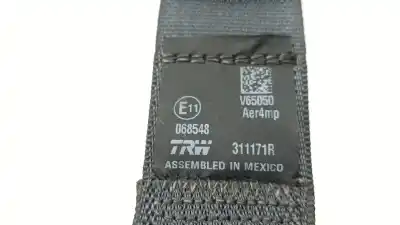 V65050
Aer4mp
E11
068548
TRW 311171R
ASSEMBLED IN MEXICO